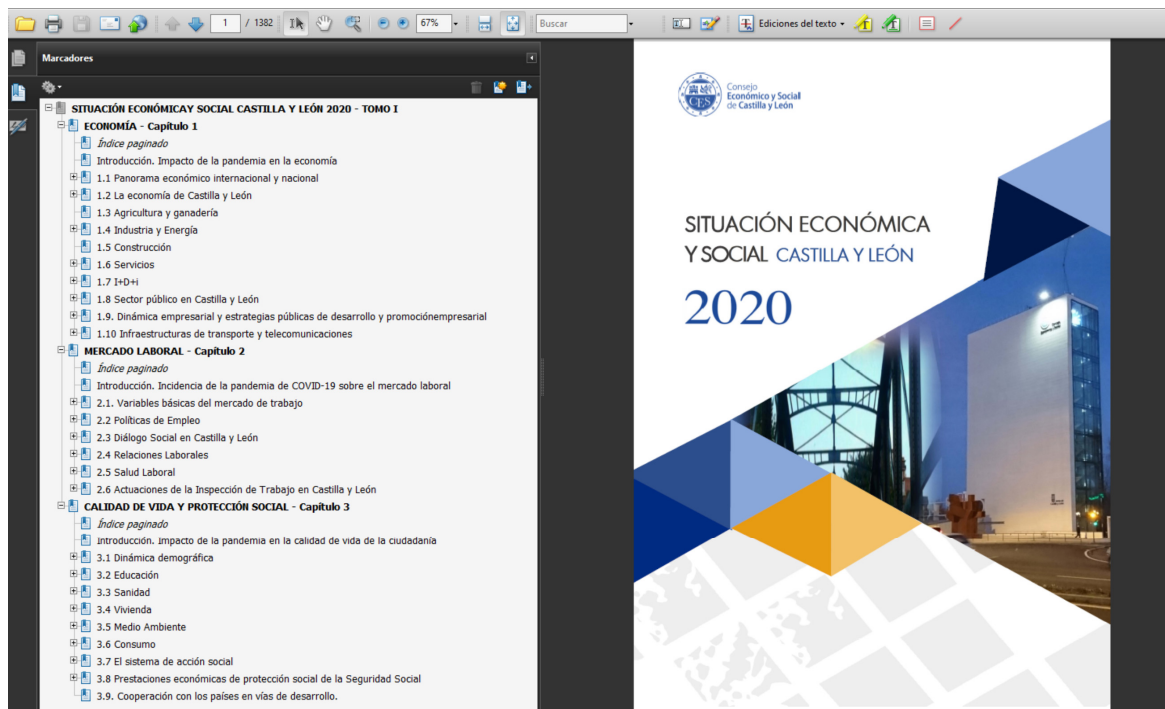 1 / 1382
67%
Buscar
Ediciones del texto
Marcadores
SITUACIÓN ECONÓMICAY SOCIAL CASTILLA Y LEÓN 2020 - TOMO I
ECONOMÍA - Capítulo 1
Índice paginado
Introducción. Impacto de la pandemia en la economía
1.1 Panorama económico internacional y nacional
1.2 La economía de Castilla y León
1.3 Agricultura y ganadería
1.4 Industria y Energía
1.5 Construcción
1.6 Servicios
1.7 I+D+i
1.8 Sector público en Castilla y León
1.9. Dinámica empresarial y estrategias públicas de desarrollo y promociónempresarial
1.10 Infraestructuras de transporte y telecomunicaciones
MERCADO LABORAL - Capítulo 2
Índice paginado
Introducción. Incidencia de la pandemia de COVID-19 sobre el mercado laboral
2.1. Variables básicas del mercado de trabajo
2.2 Políticas de Empleo
2.3 Diálogo Social en Castilla y León
2.4 Relaciones Laborales
2.5 Salud Laboral
2.6 Actuaciones de la Inspección de Trabajo en Castilla y León
CALIDAD DE VIDA Y PROTECCIÓN SOCIAL - Capítulo 3
Índice paginado
Introducción. Impacto de la pandemia en la calidad de vida de la ciudadanía
3.1 Dinámica demográfica
3.2 Educación
3.3 Sanidad
3.4 Vivienda
3.5 Medio Ambiente
3.6 Consumo
3.7 El sistema de acción social
3.8 Prestaciones económicas de protección social de la Seguridad Social
3.9. Cooperación con los países en vías de desarrollo.
CES
Consejo
Económico y Social
de Castilla y León
SITUACIÓN ECONÓMICA
Y SOCIAL CASTILLA Y LEÓN
2020